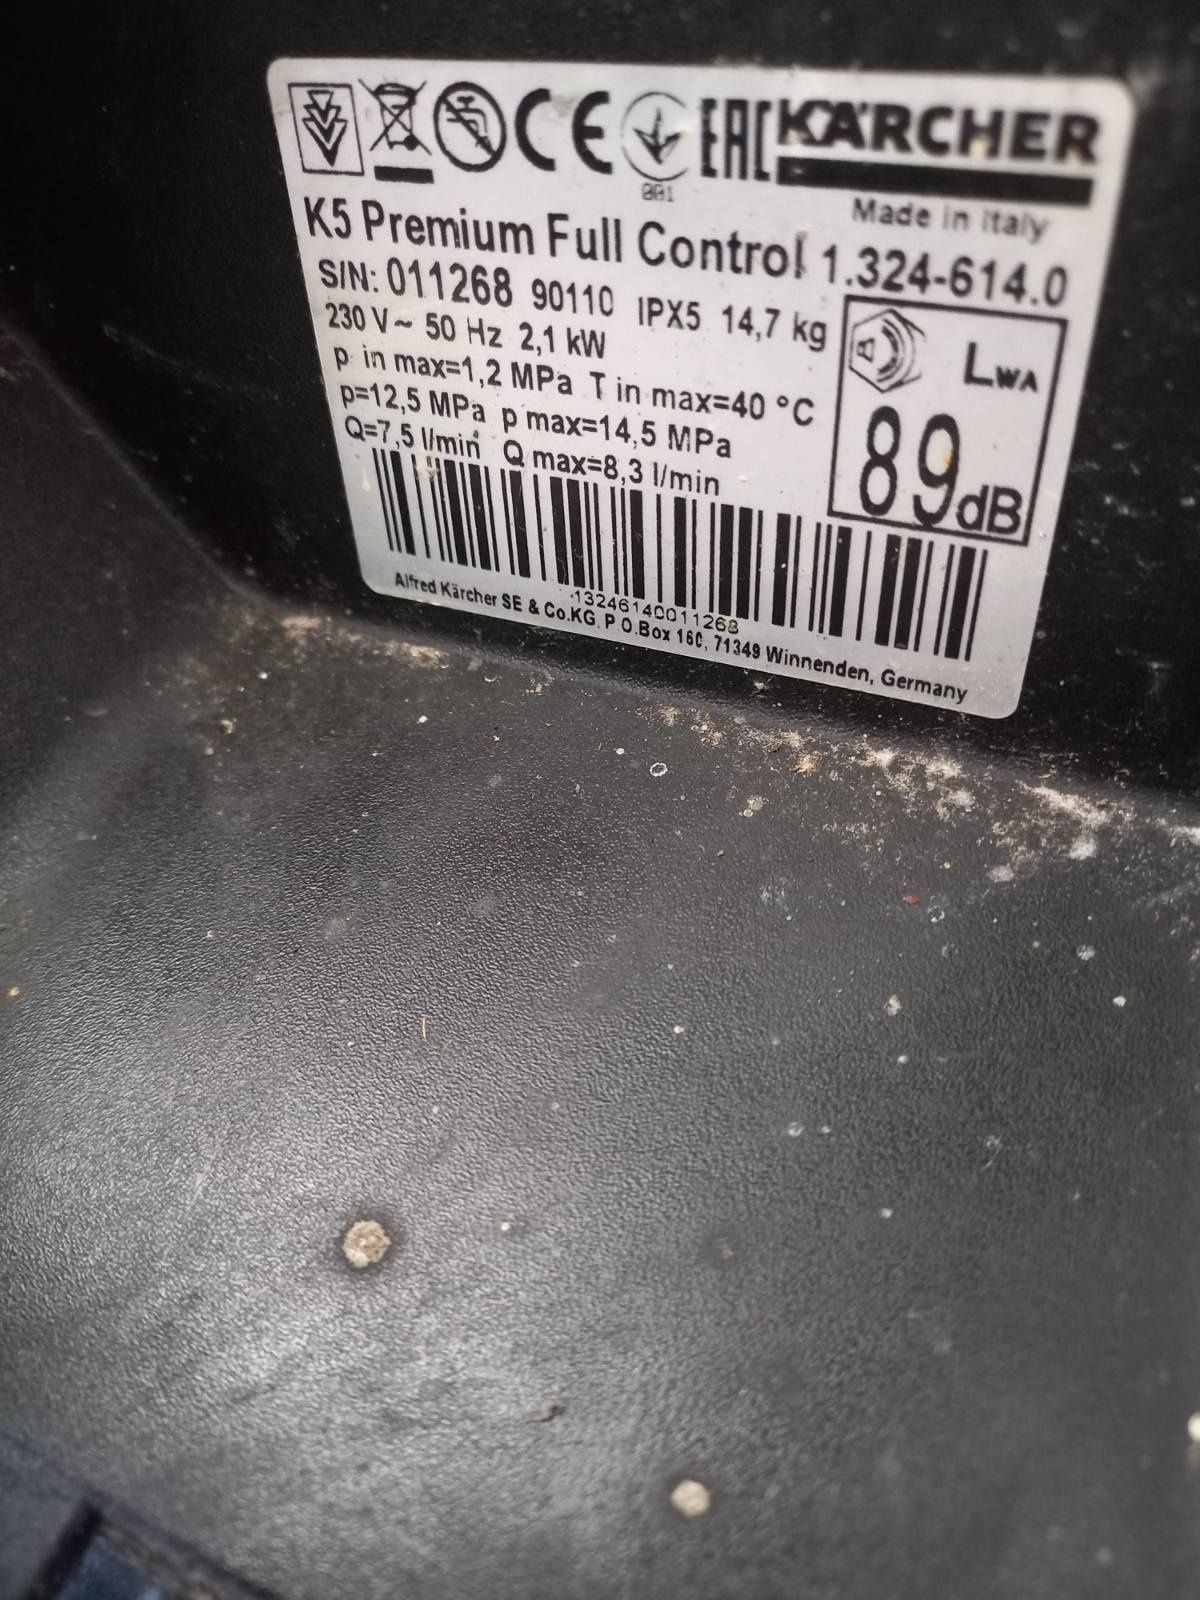 CE 001 EAC KÄRCHER
Made in Italy
K5 Premium Full Control 1.324-614.0
S/N: 011268 90110 IPX5 14,7 kg
230 V~ 50 Hz 2,1 kW
p in max=1,2 MPa T in max=40 °C
p=12,5 MPa p max=14,5 MPa
Q=7,5 l/min Q max=8,3 l/min
LWA
89dB
13246140011268
Alfred Kärcher SE & Co.KG, P O.Box 160, 71349 Winnenden, Germany